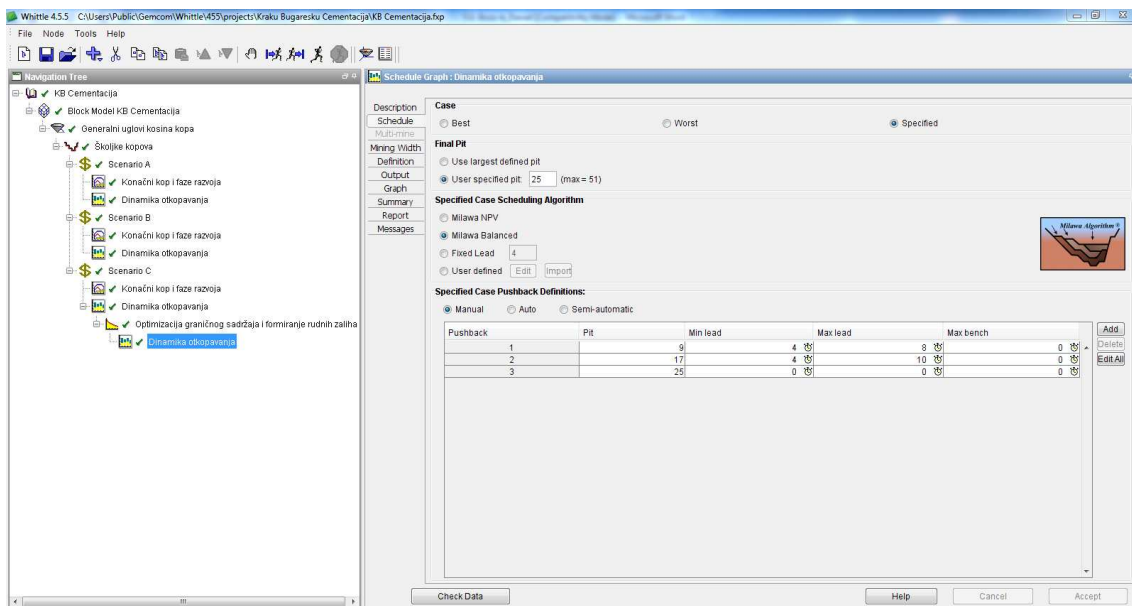 Whittle 4.5.5 C:\Users\Public\Gemcom\Whittle\455\projects\Kraku Bugaresku Cementacija\KB Cementacija.fxp
File Node Tools Help
Navigation Tree
KB Cementacija
Block Model KB Cementacija
Generalni uglovi kosina kopa
Školjke kopova
Scenario A
Konačni kop i faze razvoja
Dinamika otkopavanja
Scenario B
Konačni kop i faze razvoja
Dinamika otkopavanja
Scenario C
Konačni kop i faze razvoja
Dinamika otkopavanja
Optimizacija graničnog sadržaja i formiranje rudnih zaliha
Dinamika otkopavanja
Schedule Graph : Dinamika otkopavanja
Description
Schedule
Multi-mine
Mining Width
Definition
Output
Graph
Summary
Report
Messages
Case
Best Worst Specified
Final Pit
Use largest defined pit
User specified pit: 25 (max = 51)
Specified Case Scheduling Algorithm
Milawa NPV
Milawa Balanced
Fixed Lead 4
User defined Edit Import
Milawa Algorithm ®
Specified Case Pushback Definitions:
Manual Auto Semi-automatic
Pushback Pit Min lead Max lead Max bench
1 9 4 8 0
2 17 4 10 0
3 25 0 0 0
Add
Delete
Edit All
Check Data Help Cancel Accept